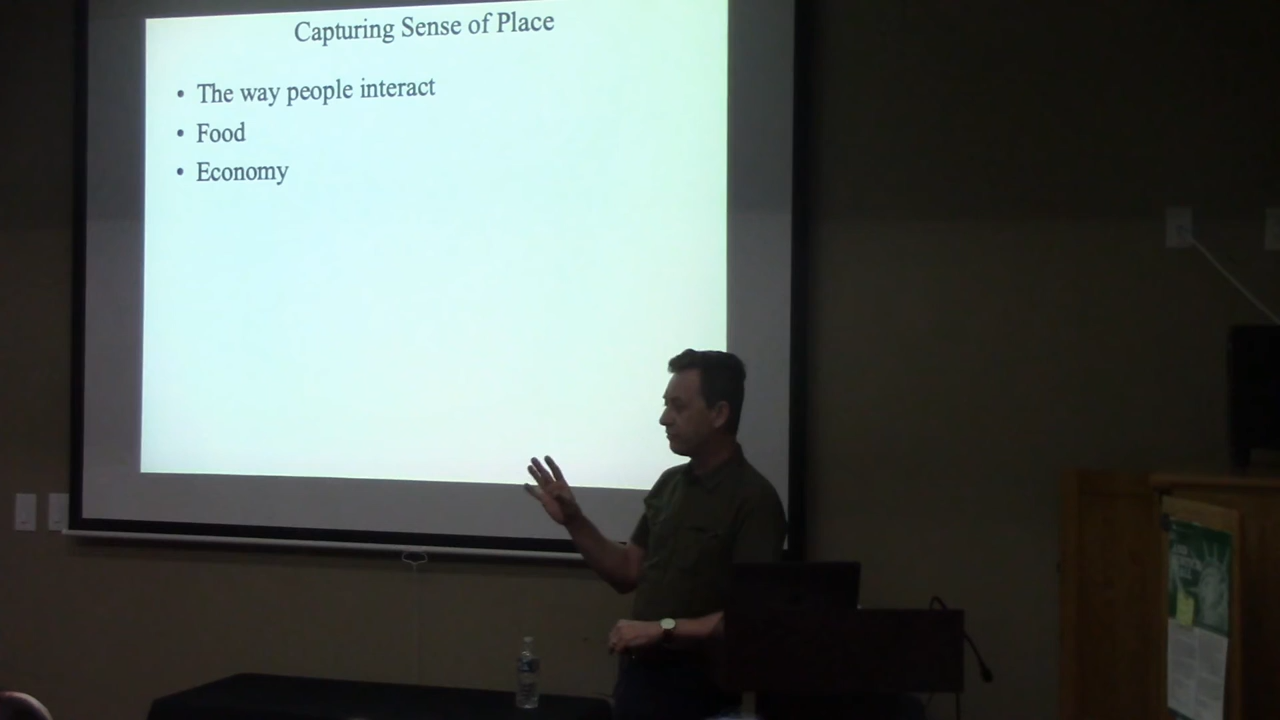 Capturing Sense of Place
• The way people interact
• Food
• Economy